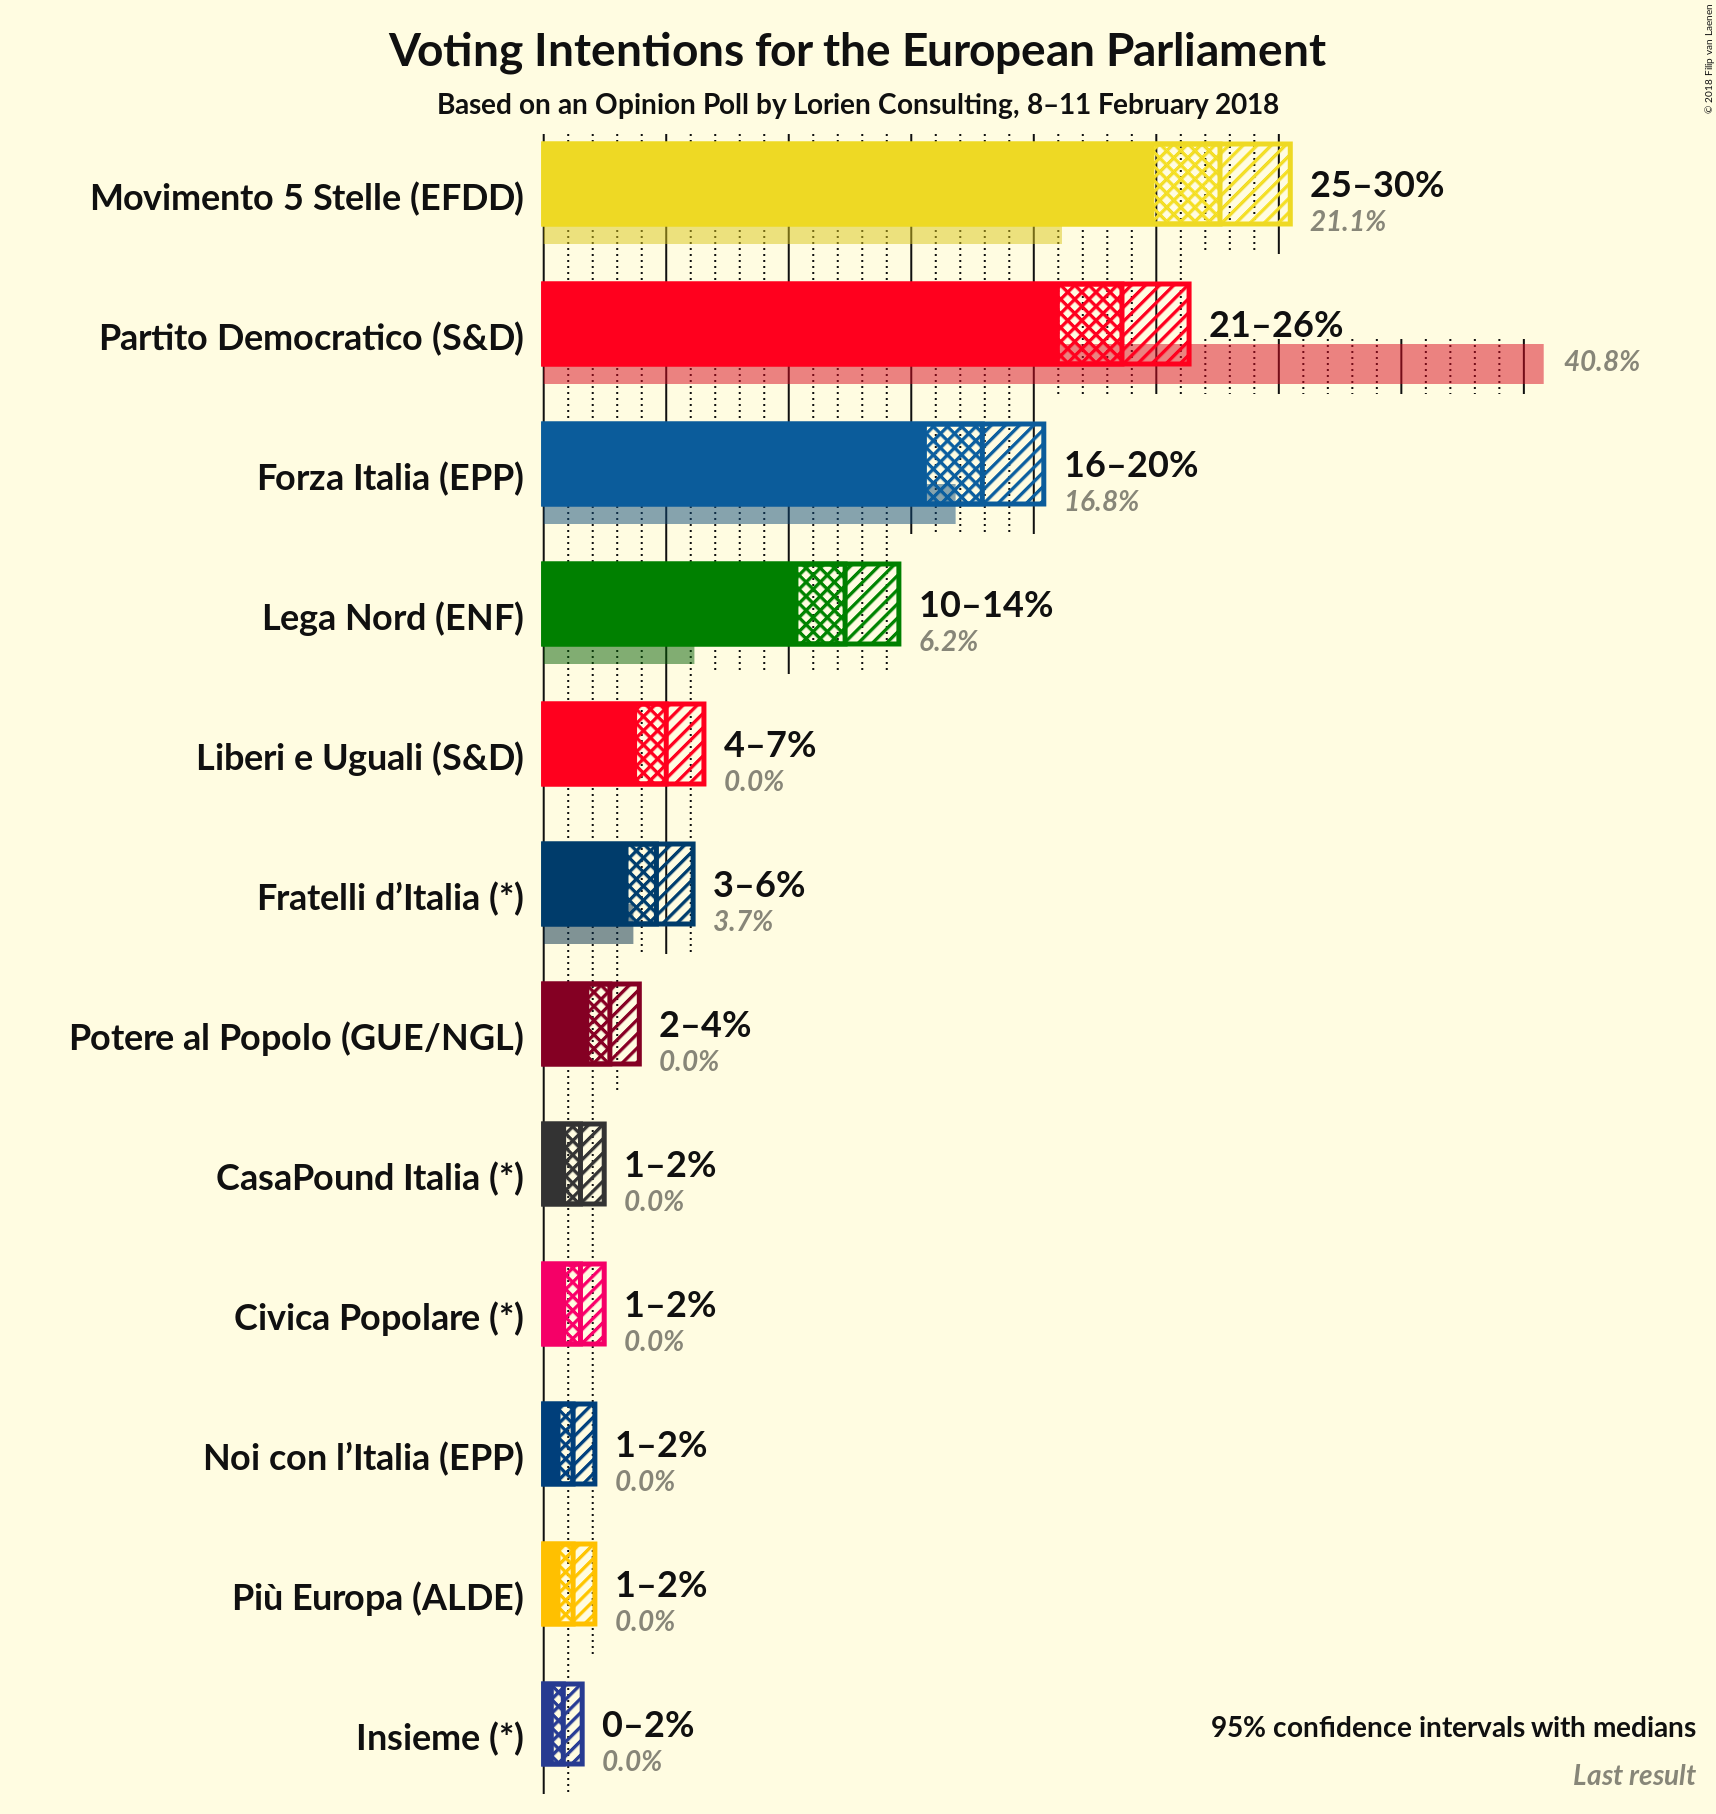 Voting Intentions for the European Parliament
Based on an Opinion Poll by Lorien Consulting, 8–11 February 2018
© 2018 Filip van Laenen
Movimento 5 Stelle (EFDD)
25–30%
21.1%
Partito Democratico (S&D)
21–26%
40.8%
Forza Italia (EPP)
16–20%
16.8%
Lega Nord (ENF)
10–14%
6.2%
Liberi e Uguali (S&D)
4–7%
0.0%
Fratelli d’Italia (*)
3–6%
3.7%
Potere al Popolo (GUE/NGL)
2–4%
0.0%
CasaPound Italia (*)
1–2%
0.0%
Civica Popolare (*)
1–2%
0.0%
Noi con l’Italia (EPP)
1–2%
0.0%
Più Europa (ALDE)
1–2%
0.0%
Insieme (*)
0–2%
0.0%
95% confidence intervals with medians
Last result